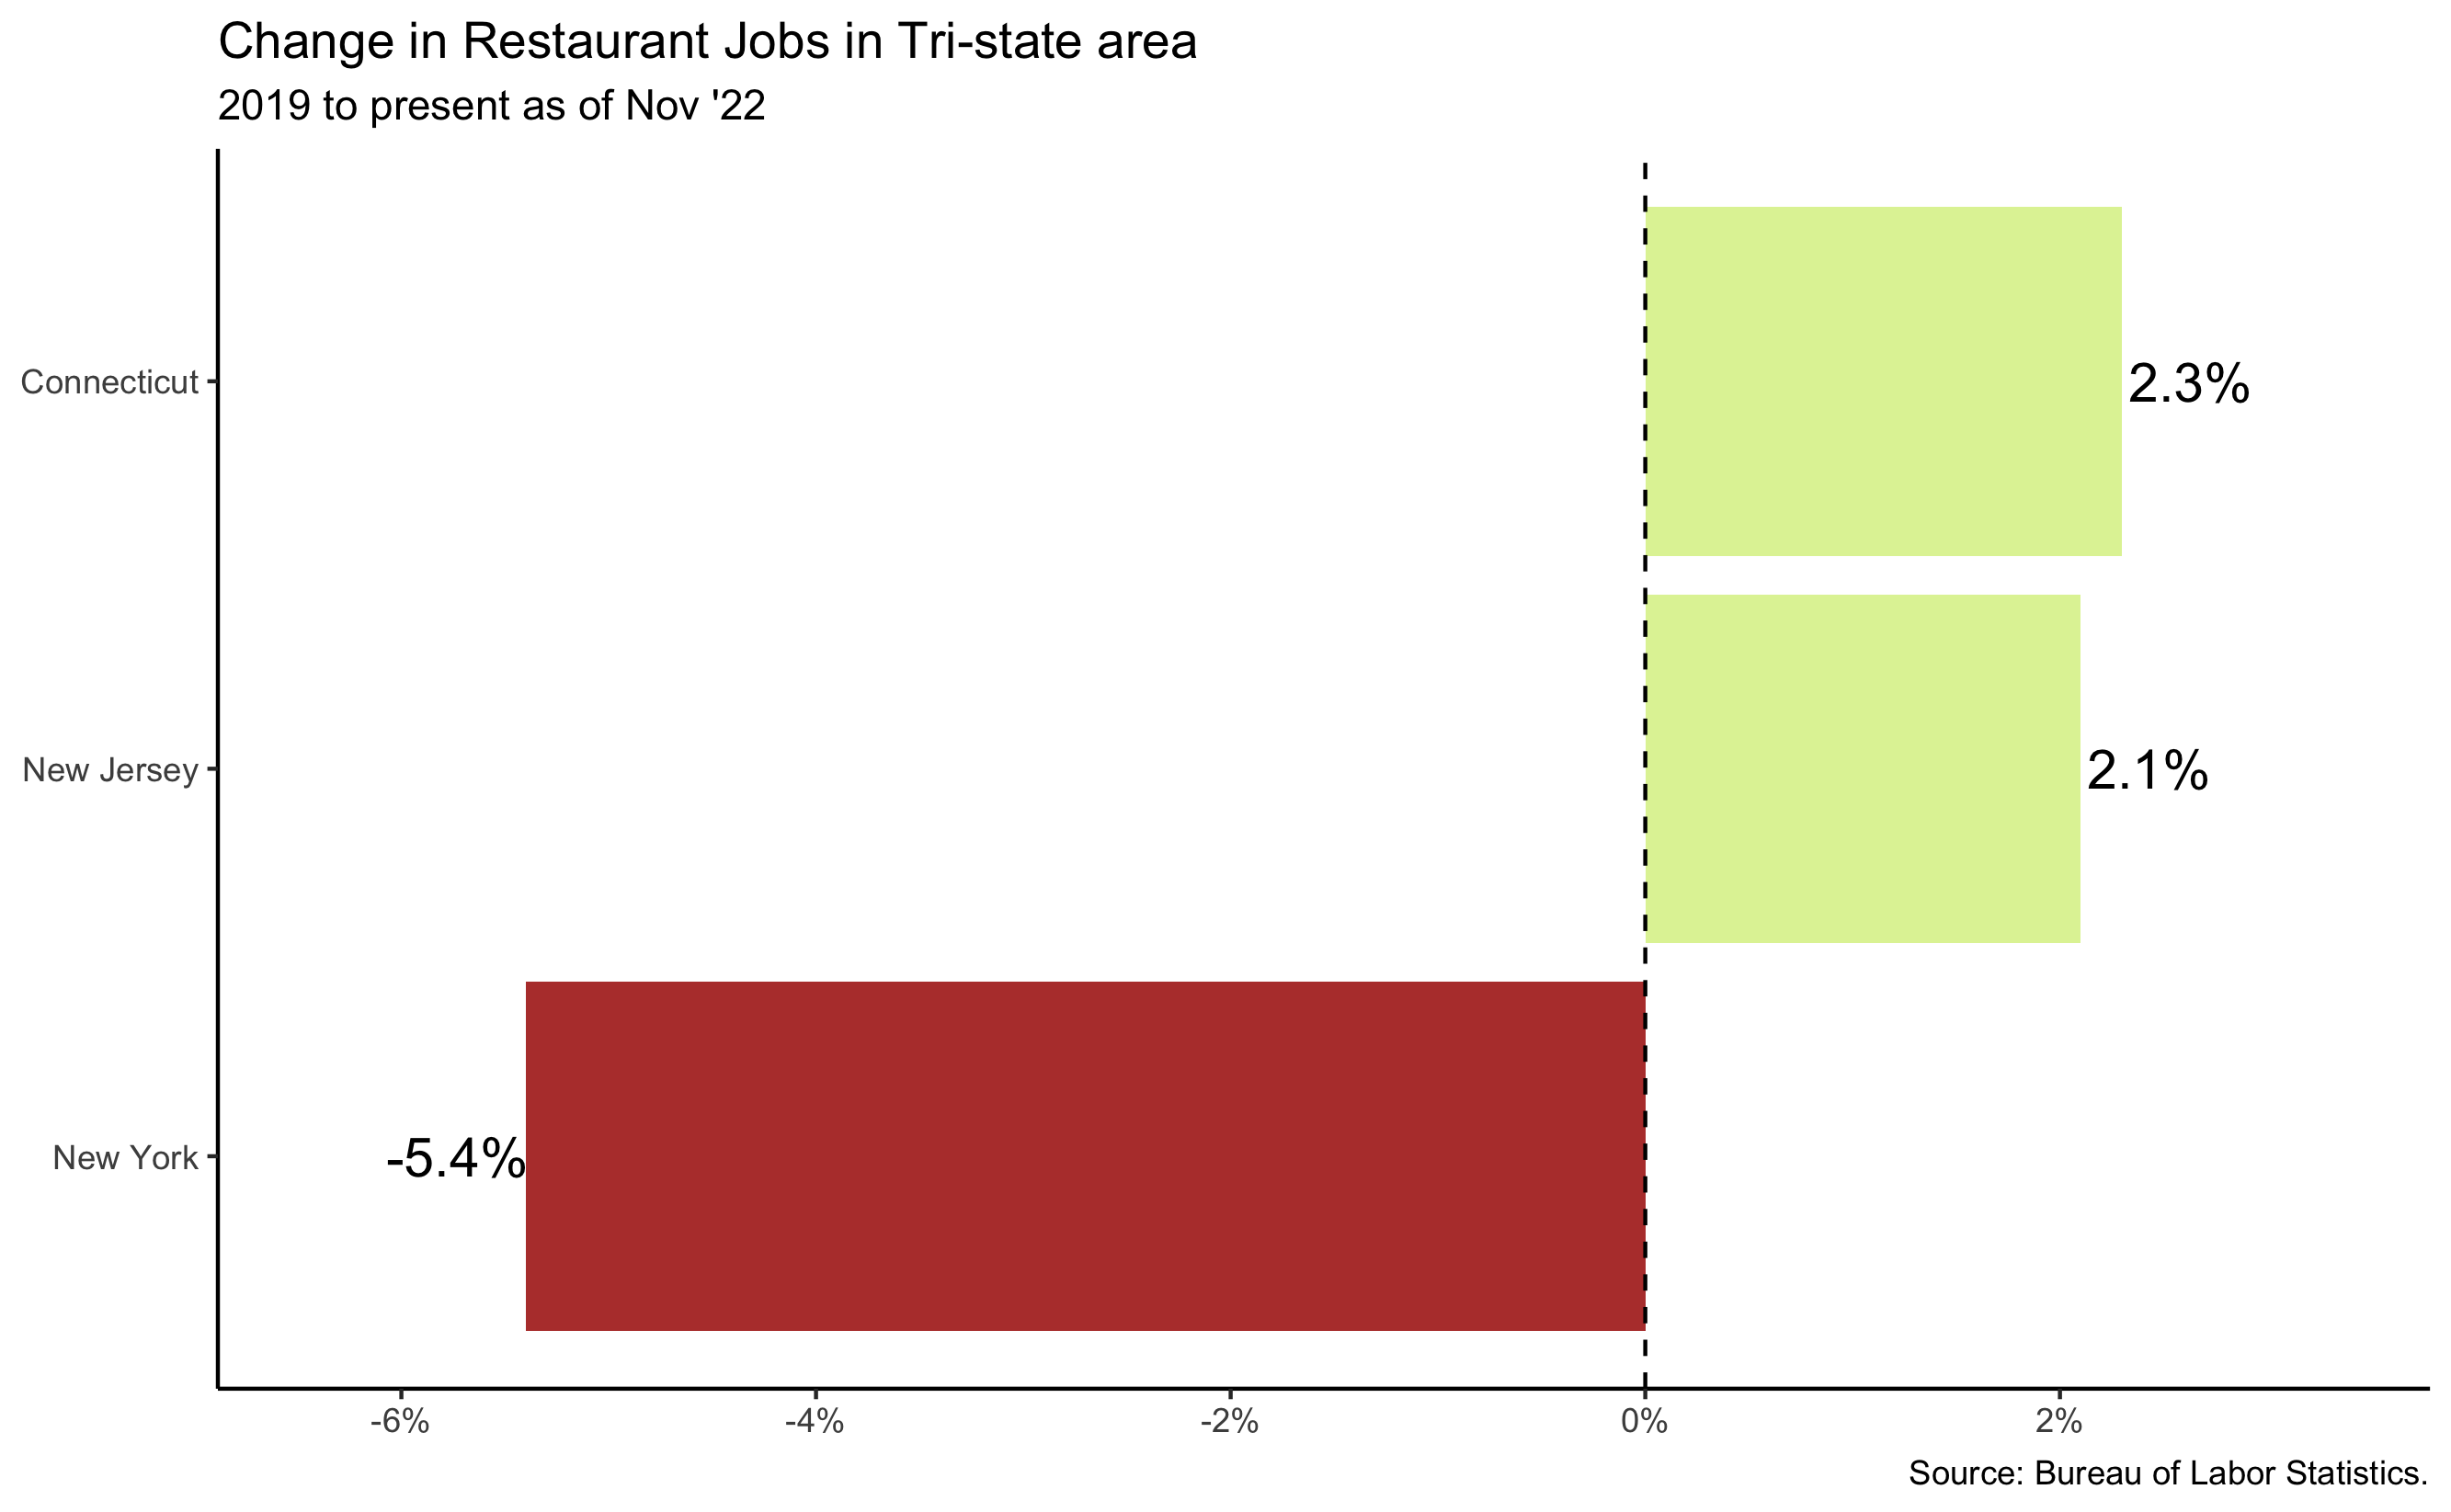 Change in Restaurant Jobs in Tri-state area
2019 to present as of Nov '22
Connecticut
2.3%
New Jersey
2.1%
New York
-5.4%
-6%
-4%
-2%
0%
2%
Source: Bureau of Labor Statistics.